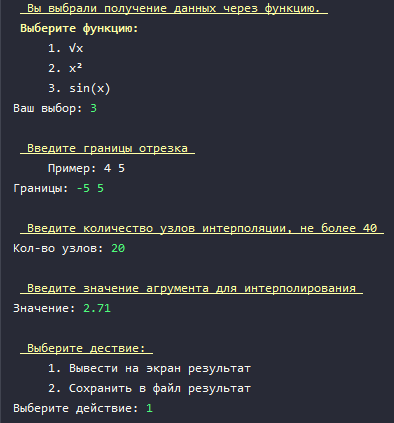 Вы выбрали получение данных через функцию.
Выберите функцию:
1. √x
2. x²
3. sin(x)
Ваш выбор: 3
Введите границы отрезка
Пример: 4 5
Границы: -5 5
Введите количество узлов интерполяции, не более 40
Кол-во узлов: 20
Введите значение агрумента для интерполирования
Значение: 2.71
Выберите дествие:
1. Вывести на экран результат
2. Сохранить в файл результат
Выберите действие: 1